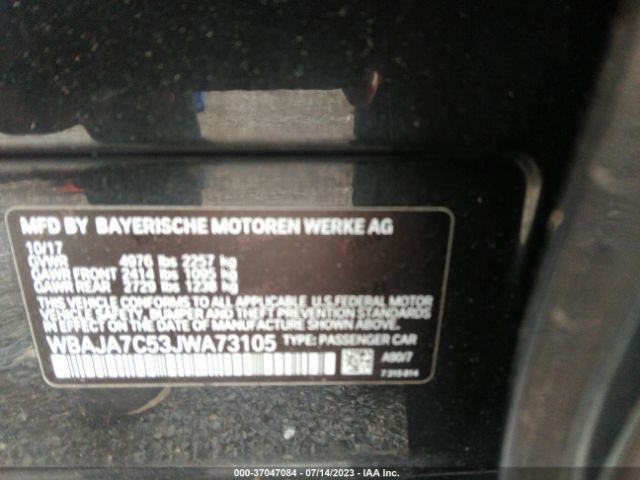 MFD BY BAYERISCHE MOTOREN WERKE AG
10/17
GVWR 4976 lbs 2257 kg
GAWR FRONT 2414 lbs 1095 kg
GAWR REAR 2729 lbs 1238 kg
THIS VEHICLE CONFORMS TO ALL APPLICABLE U.S. FEDERAL MOTOR
VEHICLE SAFETY, BUMPER AND THEFT PREVENTION STANDARDS
IN EFFECT ON THE DATE OF MANUFACTURE SHOWN ABOVE.
WBAJA7C53JWA73105 TYPE: PASSENGER CAR
A90/7
7 315 814
000-37047084 - 07/14/2023 - IAA Inc.